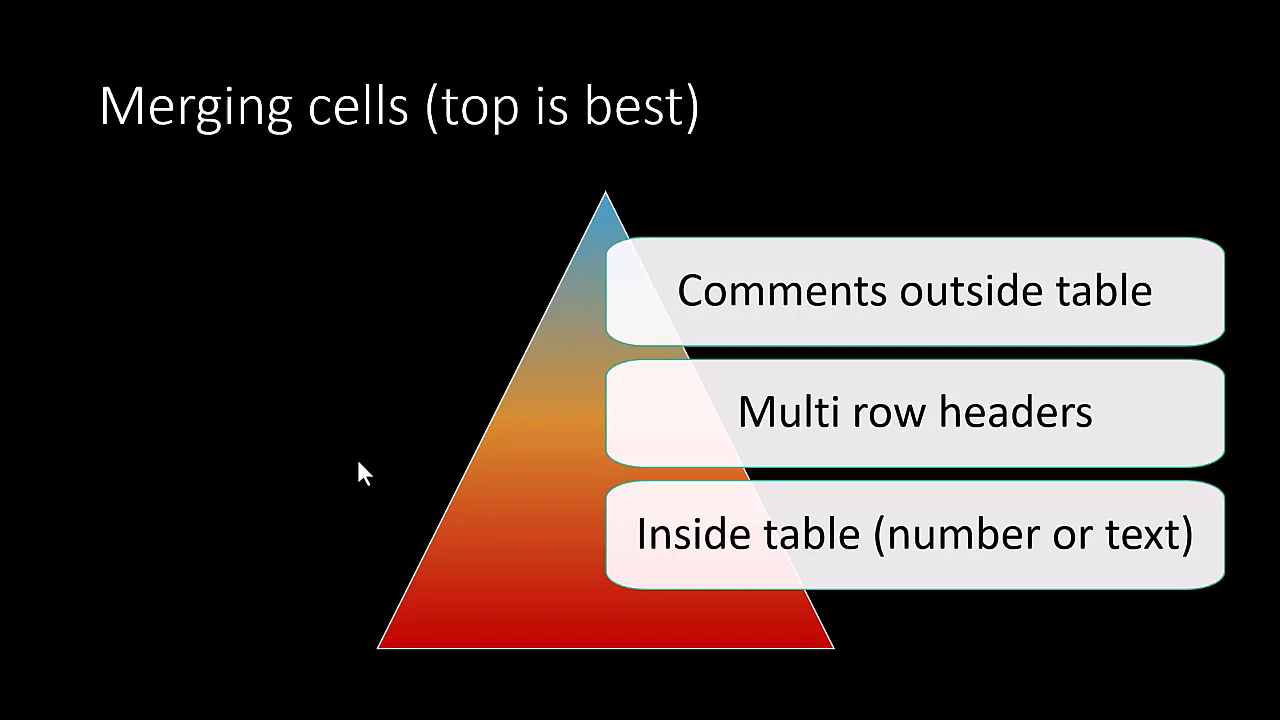 Merging cells (top is best)
Comments outside table
Multi row headers
Inside table (number or text)